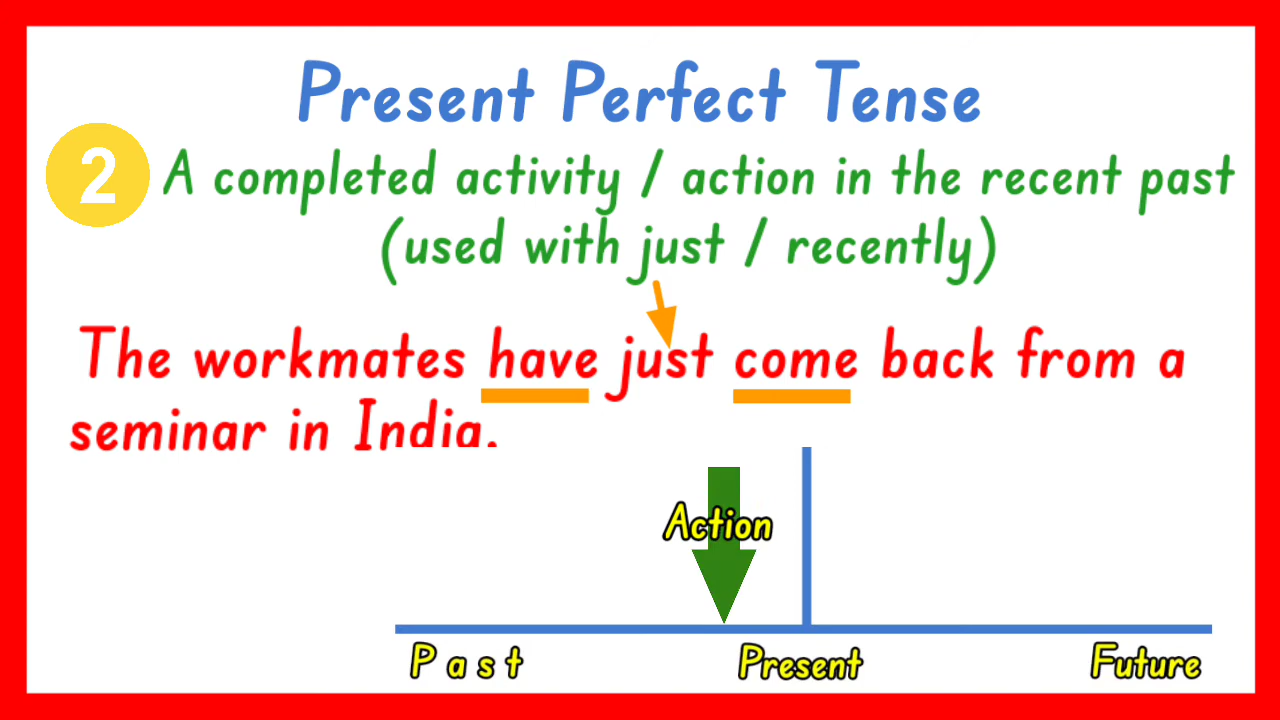 Present Perfect Tense
2 A completed activity / action in the recent past
(used with just / recently)
The workmates have just come back from a
seminar in India.
Action
Past Present Future